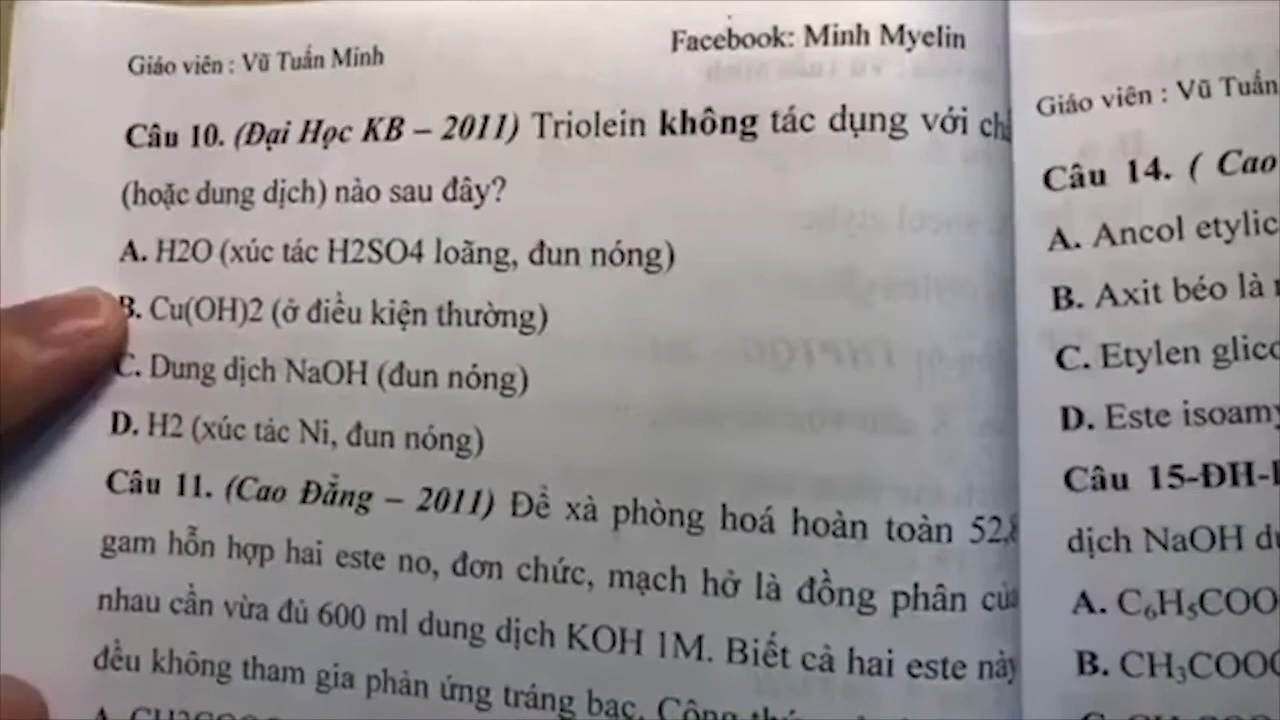 Giáo viên : Vũ Tuấn Minh
Facebook: Minh Myelin
Câu 10. (Đại Học KB – 2011) Triolein không tác dụng với
(hoặc dung dịch) nào sau đây?
A. H2O (xúc tác H2SO4 loãng, đun nóng)
B. Cu(OH)2 (ở điều kiện thường)
C. Dung dịch NaOH (đun nóng)
D. H2 (xúc tác Ni, đun nóng)
Câu 11. (Cao Đẳng – 2011) Để xà phòng hoá hoàn toàn
gam hỗn hợp hai este no, đơn chức, mạch hở là đồng phân của
nhau cần vừa đủ 600 ml dung dịch KOH 1M. Biết cả hai este này
đều không tham gia phản ứng tráng bạc. Công
Giáo viên : Vũ Tuấn
Câu 14. ( Cao
A. Ancol etylic
B. Axit béo là
C. Etylen
D. Este
Câu 15-ĐH-
dịch NaOH
A. C₆H₅COO
B. CH₃COO